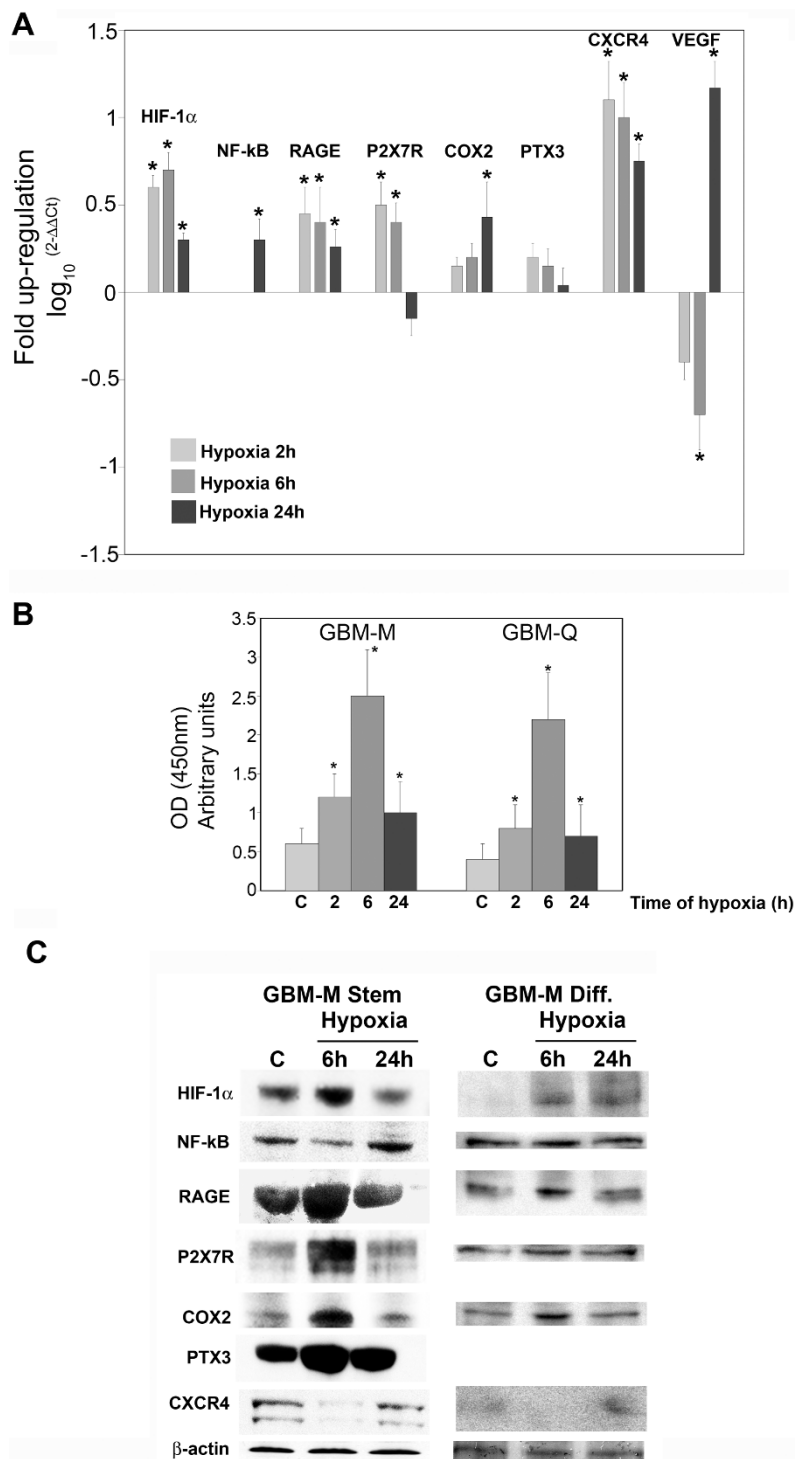 A
1.5
1
0.5
0
-0.5
-1
-1.5
Fold up-regulation
log10 (2-ΔΔCt)
HIF-1α
NF-kB
RAGE
P2X7R
COX2
PTX3
CXCR4
VEGF
* * *
*
* * *
* *
*
* * *
* *
Hypoxia 2h
Hypoxia 6h
Hypoxia 24h
B
3.5
3
2.5
2
1.5
1
0.5
0
OD (450nm)
Arbitrary units
GBM-M GBM-Q
* * *
* * *
C 2 6 24 C 2 6 24 Time of hypoxia (h)
C
GBM-M Stem GBM-M Diff.
Hypoxia Hypoxia
C 6h 24h C 6h 24h
HIF-1α
NF-kB
RAGE
P2X7R
COX2
PTX3
CXCR4
β-actin